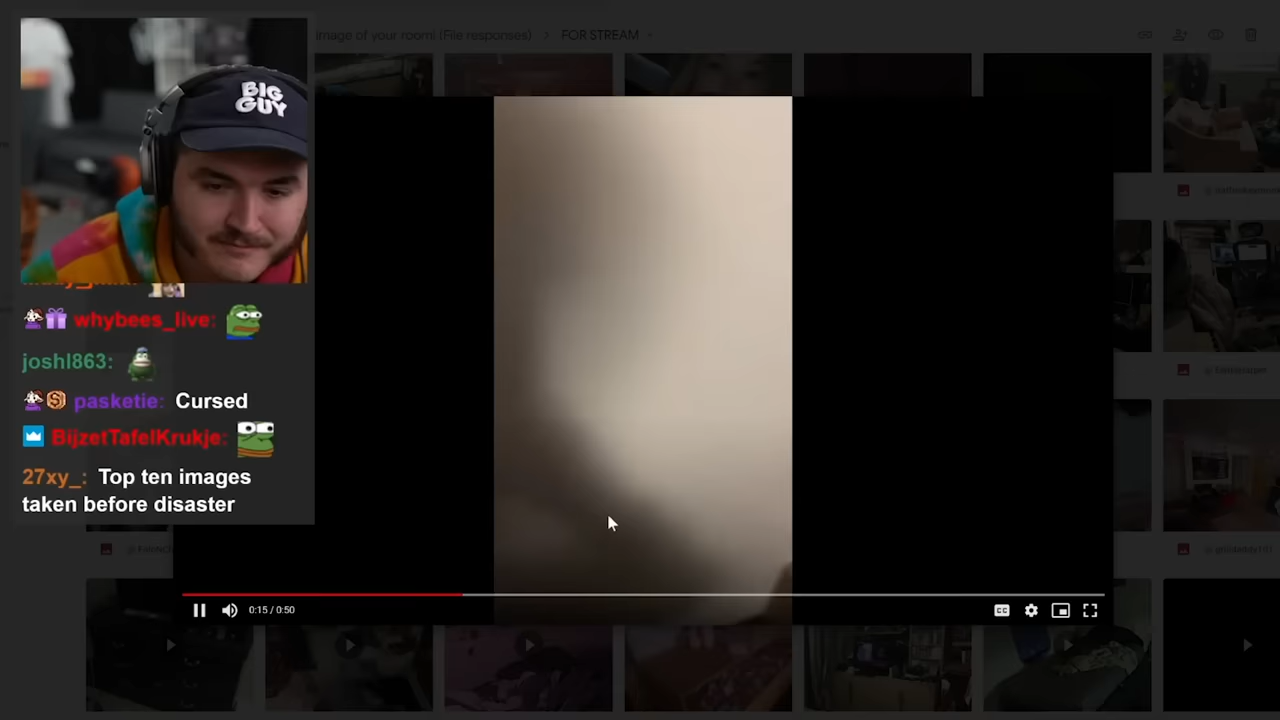 image of your room! (File responses) > FOR STREAM
BIG
GUY
whybees_live:
joshl863:
pasketie: Cursed
BijzetTafelKrukje:
27xy_: Top ten images
taken before disaster
0:15 / 0:50
CC